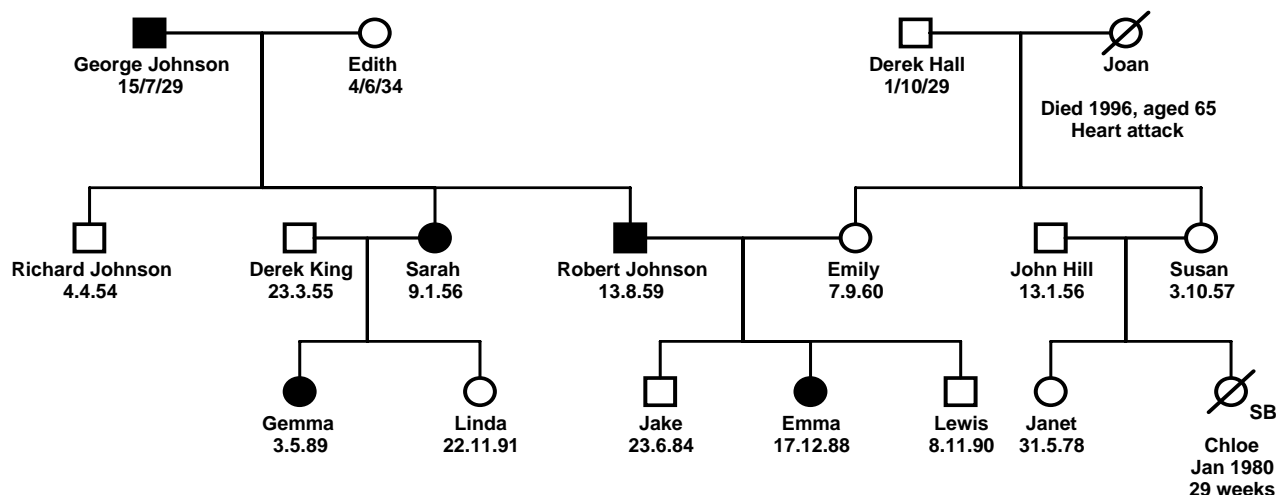 George Johnson
15/7/29
Edith
4/6/34
Derek Hall
1/10/29
Joan
Died 1996, aged 65
Heart attack
Richard Johnson
4.4.54
Derek King
23.3.55
Sarah
9.1.56
Robert Johnson
13.8.59
Emily
7.9.60
John Hill
13.1.56
Susan
3.10.57
Gemma
3.5.89
Linda
22.11.91
Jake
23.6.84
Emma
17.12.88
Lewis
8.11.90
Janet
31.5.78
SB
Chloe
Jan 1980
29 weeks